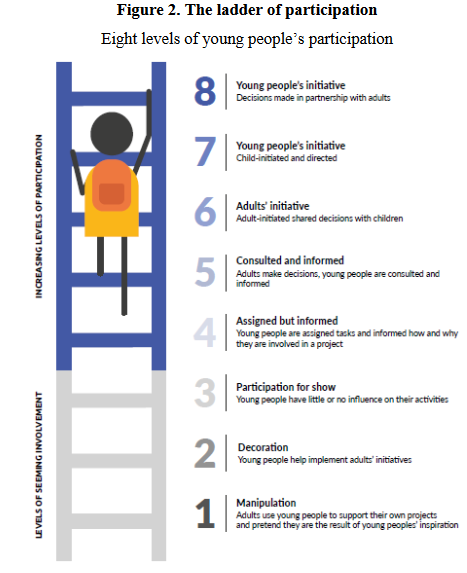 Figure 2. The ladder of participation
Eight levels of young people's participation
INCREASING LEVELS OF PARTICIPATION
LEVELS OF SEEMING INVOLVEMENT
8
Young people's initiative
Decisions made in partnership with adults
7
Young people's initiative
Child-initiated and directed
6
Adults' initiative
Adult-initiated shared decisions with children
5
Consulted and informed
Adults make decisions, young people are consulted and
informed
4
Assigned but informed
Young people are assigned tasks and informed how and why
they are involved in a project
3
Participation for show
Young people have little or no influence on their activities
2
Decoration
Young people help implement adults' initiatives
1
Manipulation
Adults use young people to support their own projects
and pretend they are the result of young peoples' inspiration